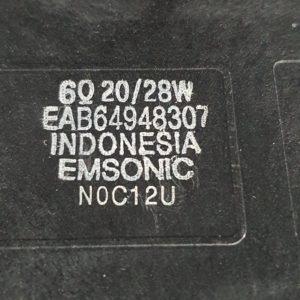 6Ω 20/28W
EAB64948307
INDONESIA
EMSONIC
N0C12U